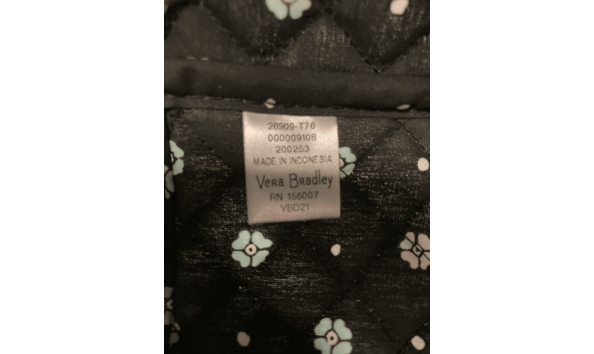 28909-T76
000009108
200253
MADE IN INDONESIA
Vera Bradley
RN 156007
VBD21